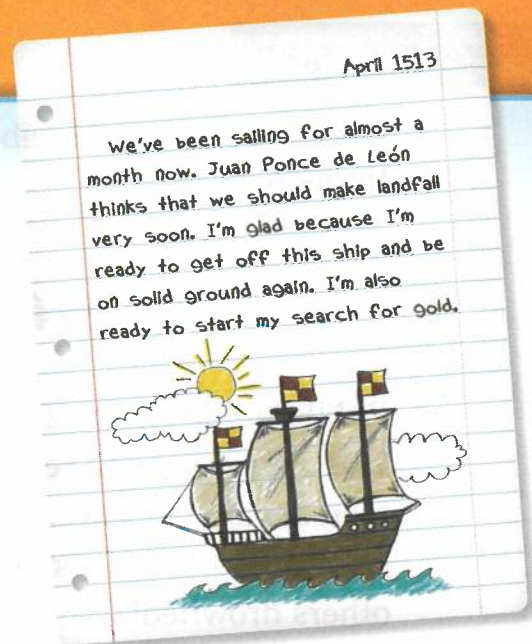 April 1513
We've been sailing for almost a
month now. Juan Ponce de León
thinks that we should make landfall
very soon. I'm glad because I'm
ready to get off this ship and be
on solid ground again. I'm also
ready to start my search for gold.
others drowned!